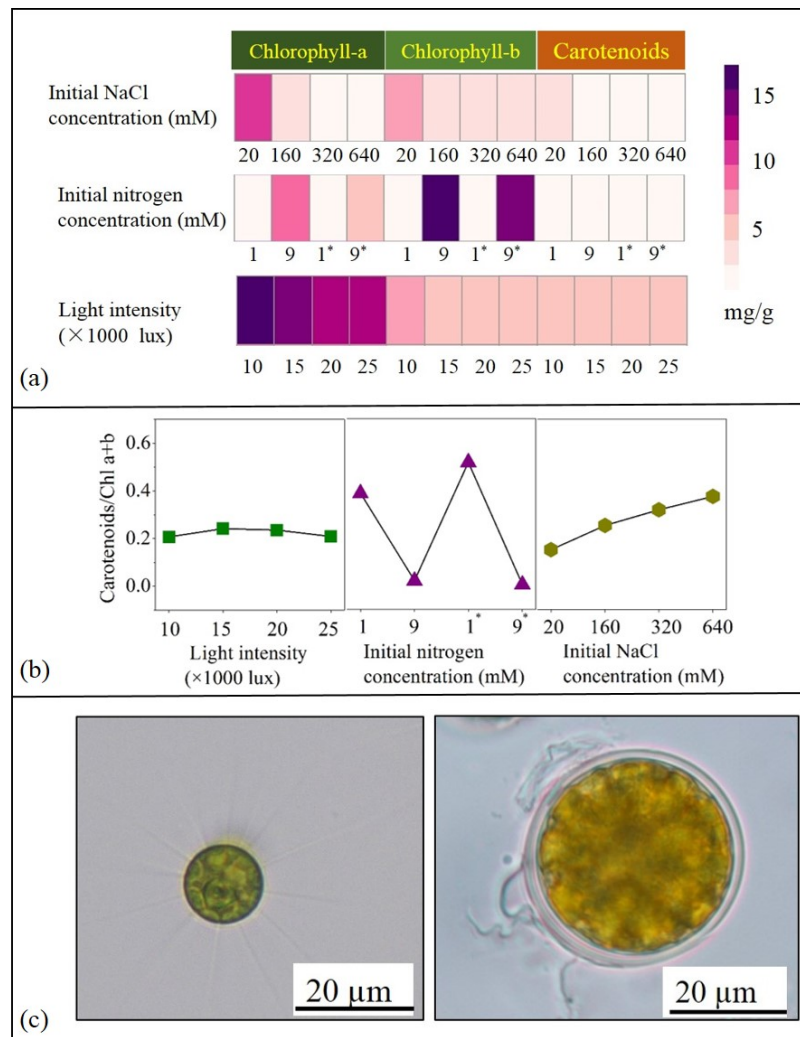 Chlorophyll-a Chlorophyll-b Carotenoids
Initial NaCl
concentration (mM)
20 160 320 640 20 160 320 640 20 160 320 640
Initial nitrogen
concentration (mM)
1 9 1* 9* 1 9 1* 9* 1 9 1* 9*
Light intensity
(×1000 lux)
10 15 20 25 10 15 20 25 10 15 20 25
15
10
5
mg/g
(a)
Carotenoids/Chl a+b
0.6
0.4
0.2
0.0
10 15 20 25
Light intensity
(×1000 lux)
1 9 1* 9*
Initial nitrogen
concentration (mM)
20 160 320 640
Initial NaCl
concentration (mM)
(b)
20 µm
20 µm
(c)